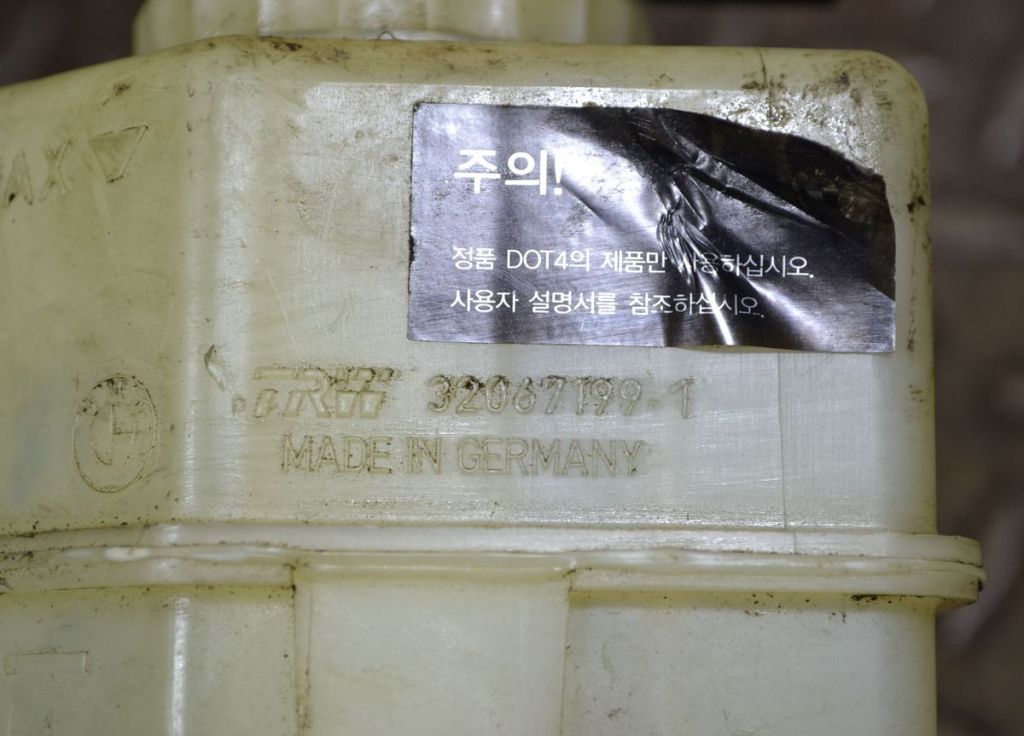 MAX
주의!
정품 DOT4의 제품만 사용하십시오.
사용자 설명서를 참조하십시오.
TRW 32067199-1
MADE IN GERMANY